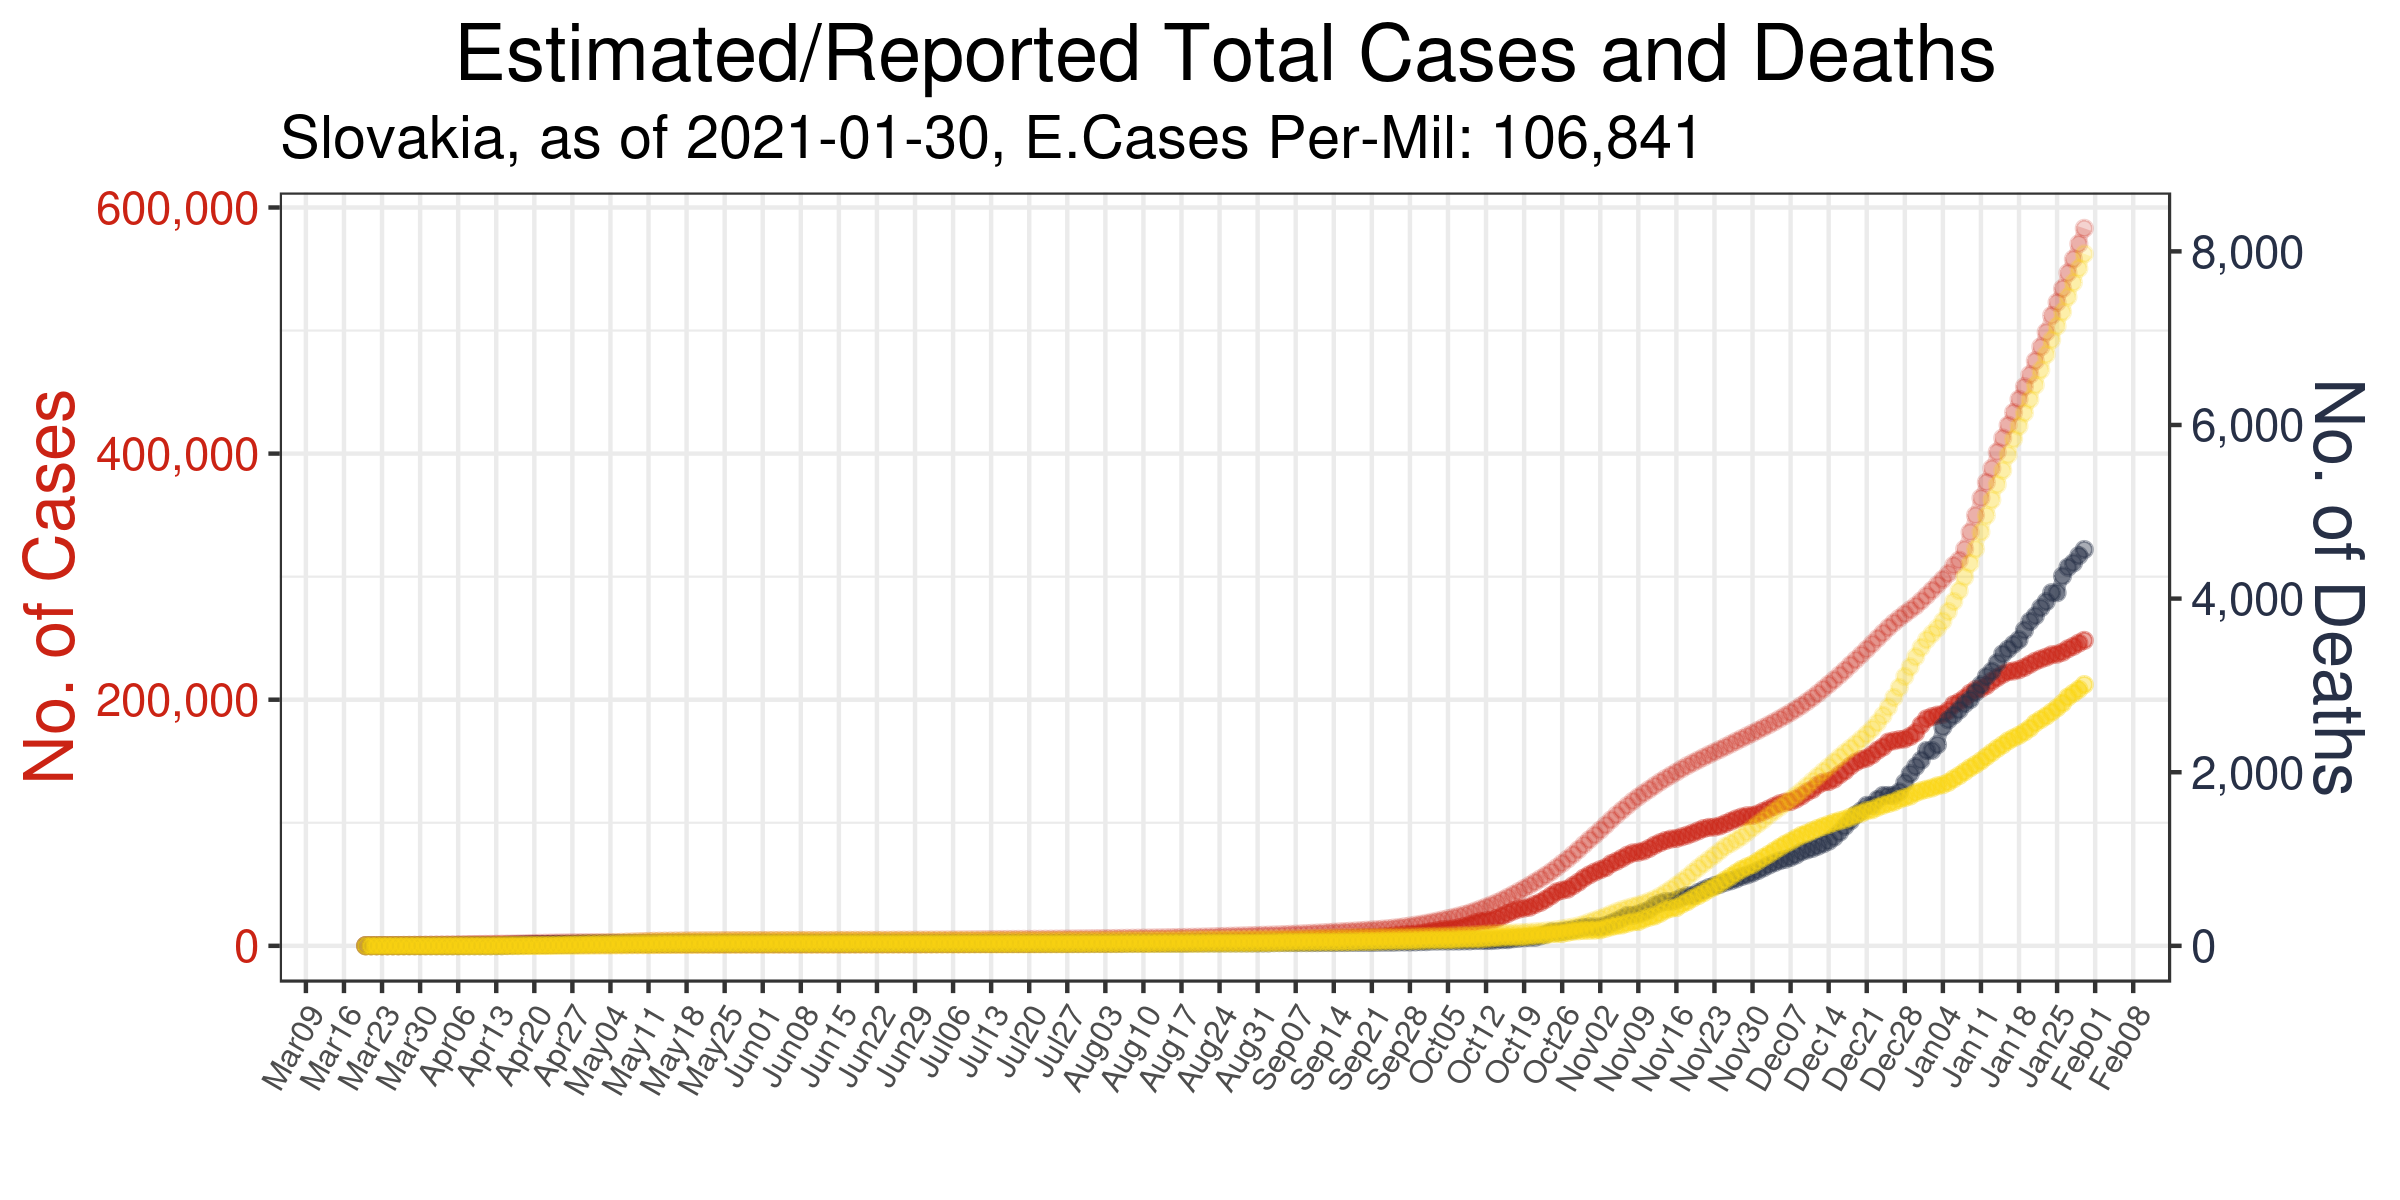 Estimated/Reported Total Cases and Deaths
Slovakia, as of 2021-01-30, E.Cases Per-Mil: 106,841
No. of Cases
600,000
400,000
200,000
0
8,000
6,000
4,000
2,000
0
No. of Deaths
Mar09
Mar16
Mar23
Mar30
Apr06
Apr13
Apr20
Apr27
May04
May11
May18
May25
Jun01
Jun08
Jun15
Jun22
Jun29
Jul06
Jul13
Jul20
Jul27
Aug03
Aug10
Aug17
Aug24
Aug31
Sep07
Sep14
Sep21
Sep28
Oct05
Oct12
Oct19
Oct26
Nov02
Nov09
Nov16
Nov23
Nov30
Dec07
Dec14
Dec21
Dec28
Jan04
Jan11
Jan18
Jan25
Feb01
Feb08